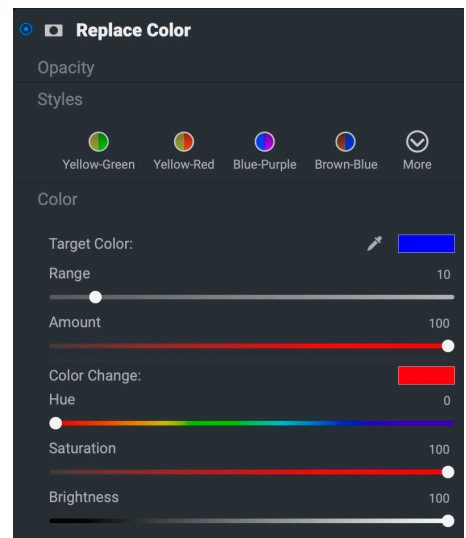 Replace Color
Opacity
Styles
Yellow-Green Yellow-Red Blue-Purple Brown-Blue More
Color
Target Color:
Range 10
Amount 100
Color Change:
Hue 0
Saturation 100
Brightness 100